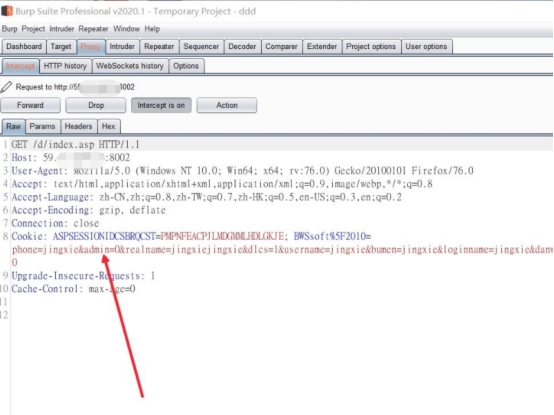 Burp Suite Professional v2020.1 - Temporary Project - ddd
Burp Project Intruder Repeater Window Help
Dashboard Target Proxy Intruder Repeater Sequencer Decoder Comparer Extender Project options User options
Intercept HTTP history WebSockets history Options
Request to http://59. 8002
Forward Drop Intercept is on Action
Raw Params Headers Hex
1 GET /d/index.asp HTTP/1.1
2 Host: 59. :8002
3 User-Agent: Mozilla/5.0 (Windows NT 10.0; Win64; x64; rv:76.0) Gecko/20100101 Firefox/76.0
4 Accept: text/html,application/xhtml+xml,application/xml;q=0.9,image/webp,*/*;q=0.8
5 Accept-Language: zh-CN,zh;q=0.8,zh-TW;q=0.7,zh-HK;q=0.5,en-US;q=0.3,en;q=0.2
6 Accept-Encoding: gzip, deflate
7 Connection: close
8 Cookie: ASPSESSIONIDCSBRQCST=PMPNFEACPJLMDGMMLHDLGKJE; BWSsoft%5F2010=
phone=jingxie&admin=0&realname=jingxiejingxie&dlcs=1&username=jingxie&bumen=jingxie&loginname=jingxie&danw
0
9 Upgrade-Insecure-Requests: 1
10 Cache-Control: max-age=0
11
12